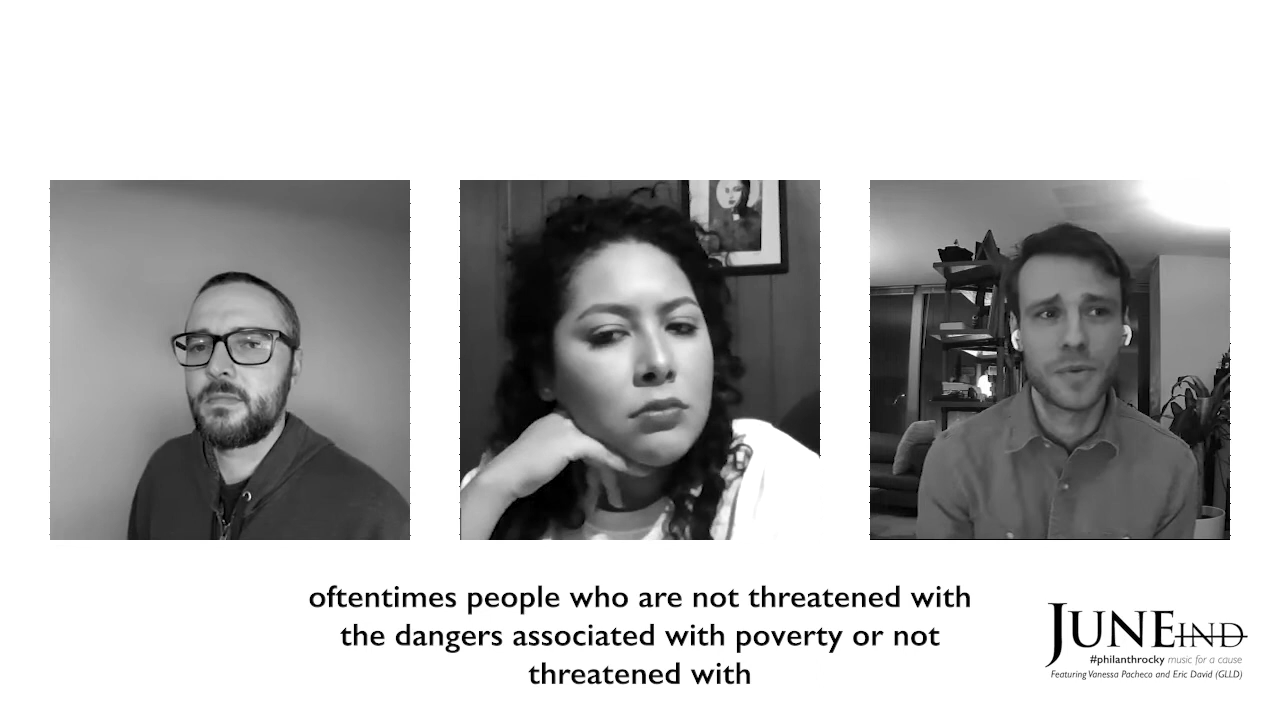 oftentimes people who are not threatened with
the dangers associated with poverty or not
threatened with
JUNEIND
#philanthrocky music for a cause
Featuring Vanessa Pacheco and Eric David (GLLD)